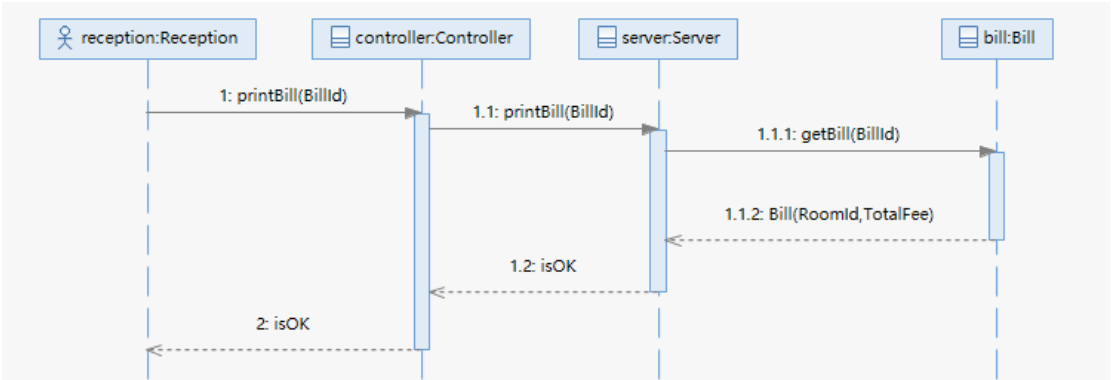 reception:Reception
controller:Controller
server:Server
bill:Bill
1: printBill(BillId)
1.1: printBill(BillId)
1.1.1: getBill(BillId)
1.1.2: Bill(RoomId,TotalFee)
1.2: isOK
2: isOK